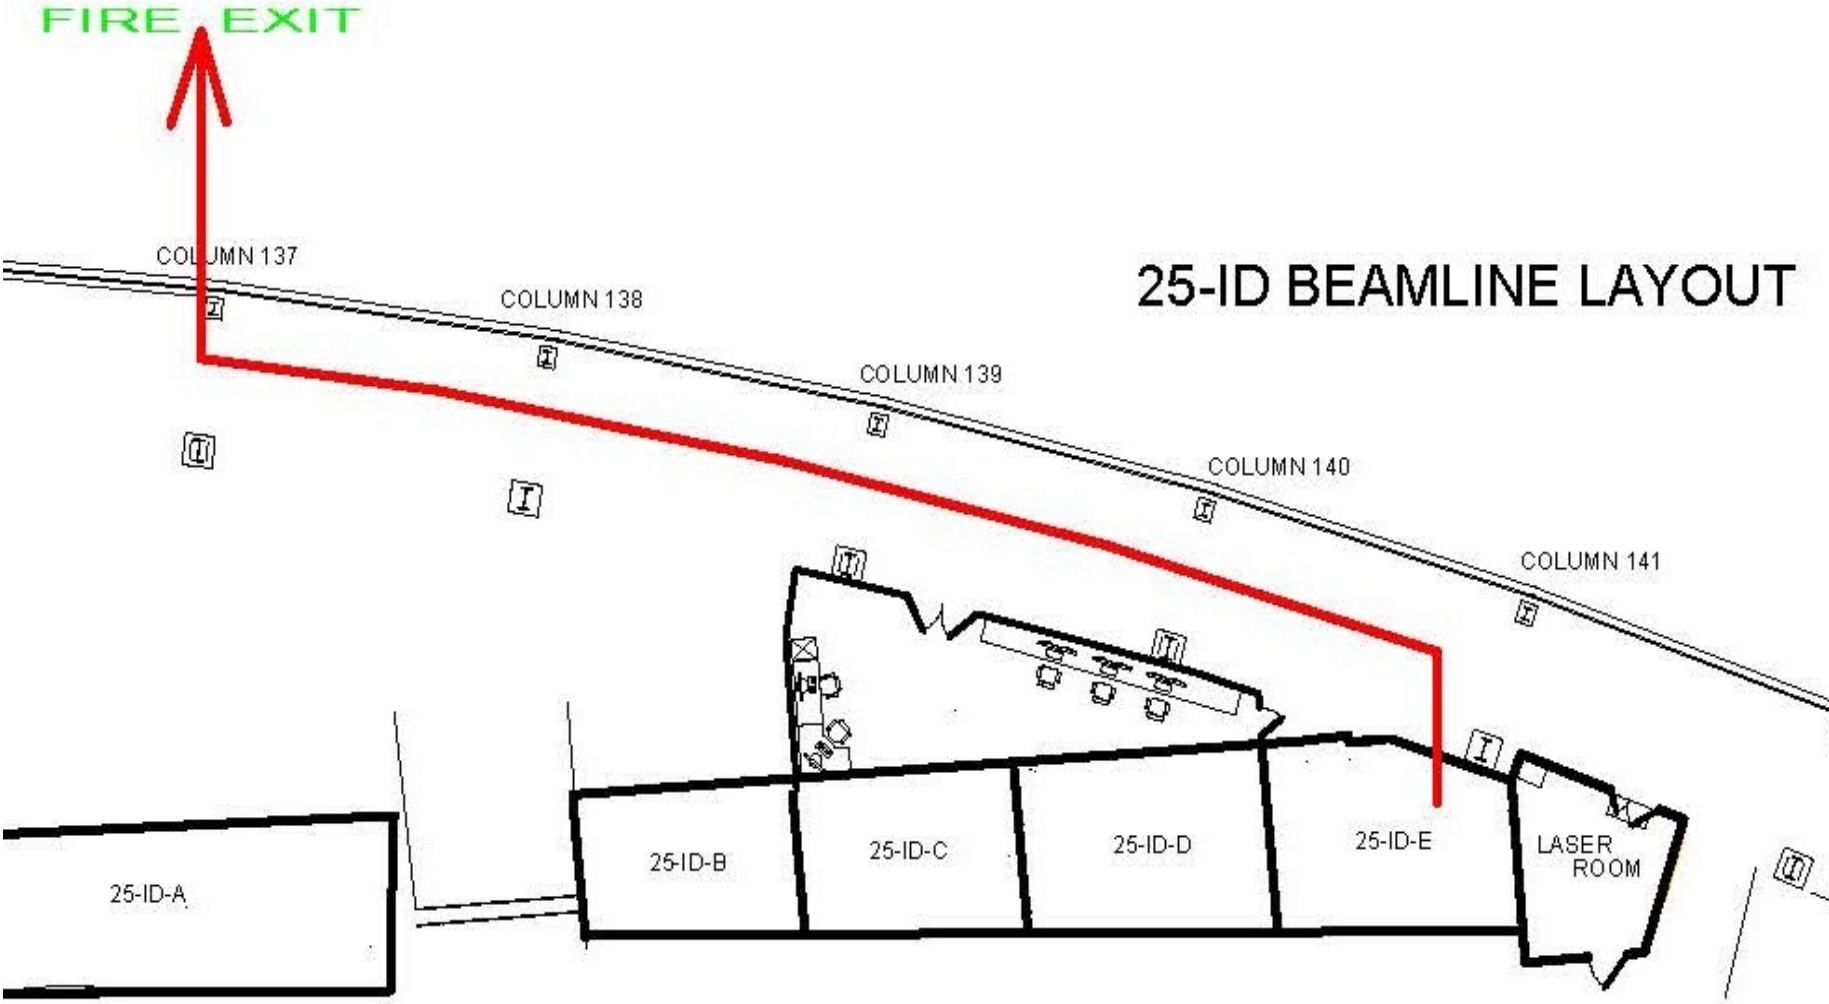 FIRE EXIT
COLUMN 137
COLUMN 138
25-ID BEAMLINE LAYOUT
COLUMN 139
COLUMN 140
COLUMN 141
25-ID-A
25-ID-B
25-ID-C
25-ID-D
25-ID-E
LASER
ROOM